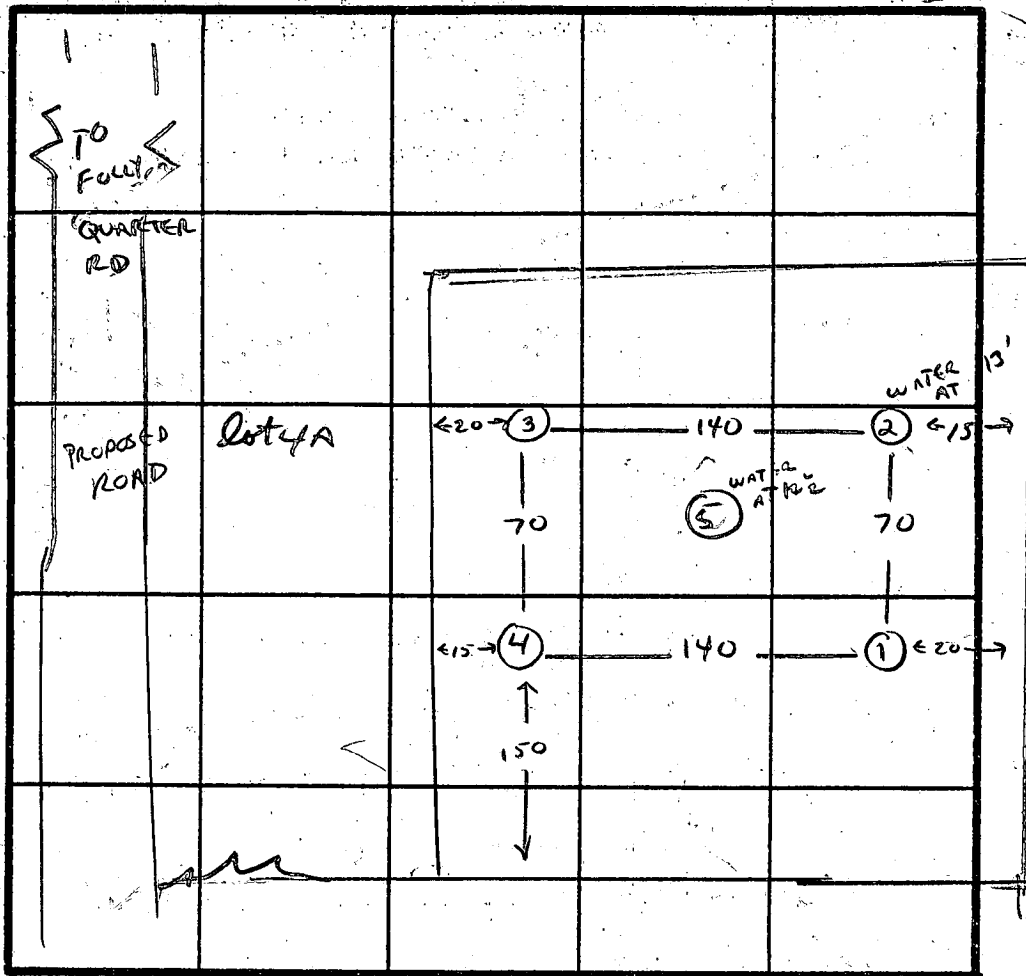 TO
FOLLY
QUARTER
RD
PROPOSED
ROAD
lot 4A
WATER
AT 13'
20 3 140 2 15
5 WATER
AT
70 70
15 4 140 1 20
150